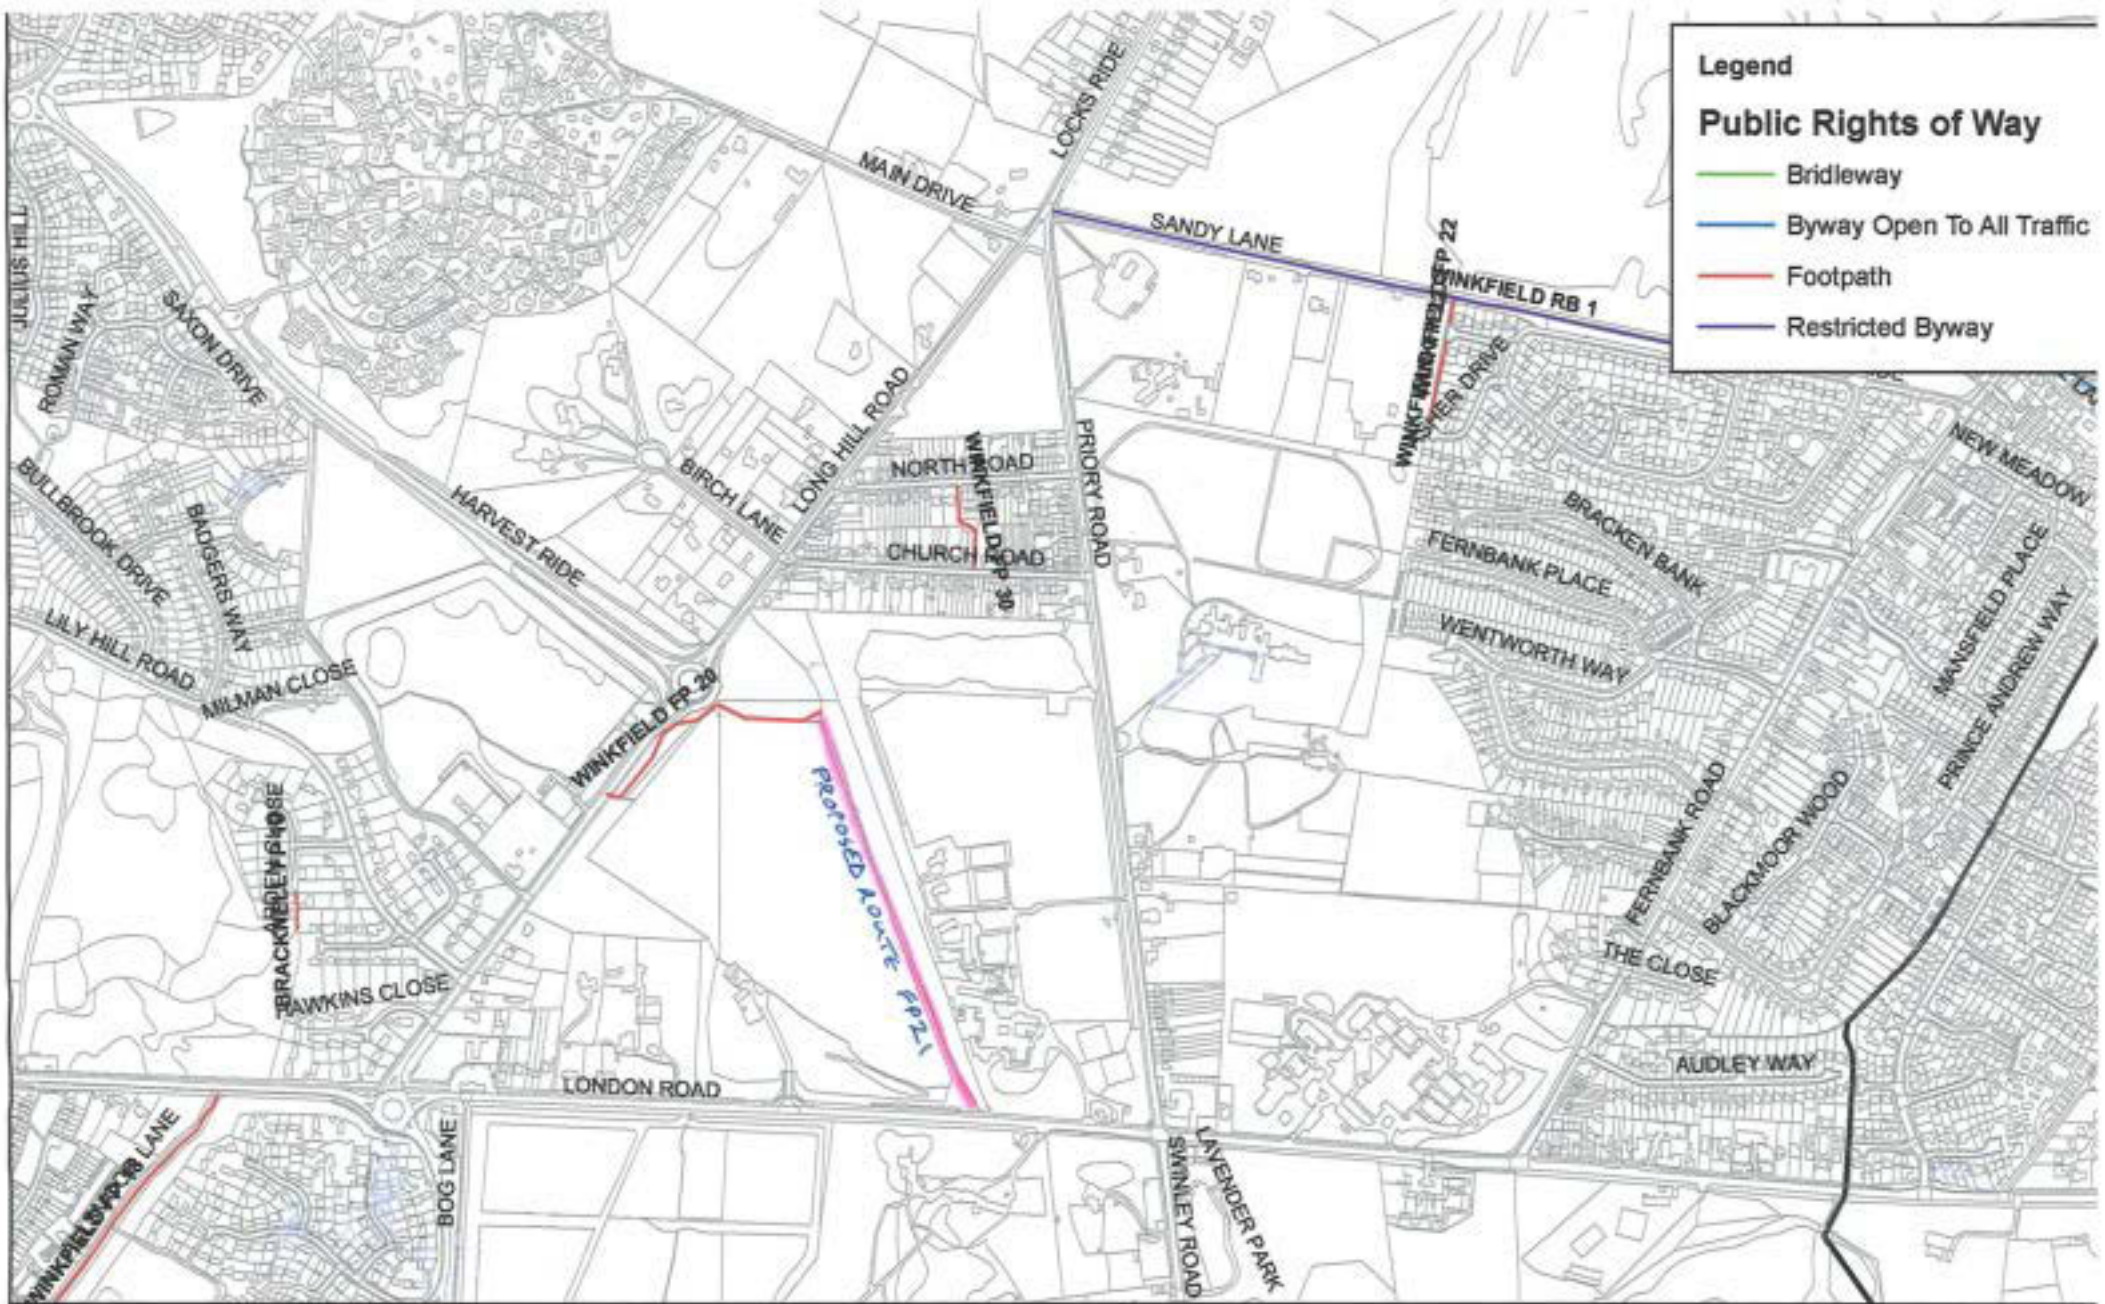 Legend
Public Rights of Way
Bridleway
Byway Open To All Traffic
Footpath
Restricted Byway
LOCKS RIDE
MAIN DRIVE
SANDY LANE
WINKFIELD RB 1
JULIUS HILL
ROMAN WAY
SAXON DRIVE
LONG HILL ROAD
PRIORY ROAD
NEW MEADOW
BULLBROOK DRIVE
BADGERS WAY
HARVEST RIDE
BIRCH LANE
NORTH ROAD
WINKFIELD FP 30
CHURCH ROAD
BRACKEN BANK
FERNBANK PLACE
WENTWORTH WAY
MANSFIELD PLACE
PRINCE ANDREW WAY
LILY HILL ROAD
MILMAN CLOSE
WINKFIELD FP 20
PROPOSED ROUTE FP21
ARDEN CLOSE
FERNBANK ROAD
BLACKMOOR WOOD
THE CLOSE
HAWKINS CLOSE
LONDON ROAD
AUDLEY WAY
LANE
BOG LANE
SWINLEY ROAD
LAVENDER PARK